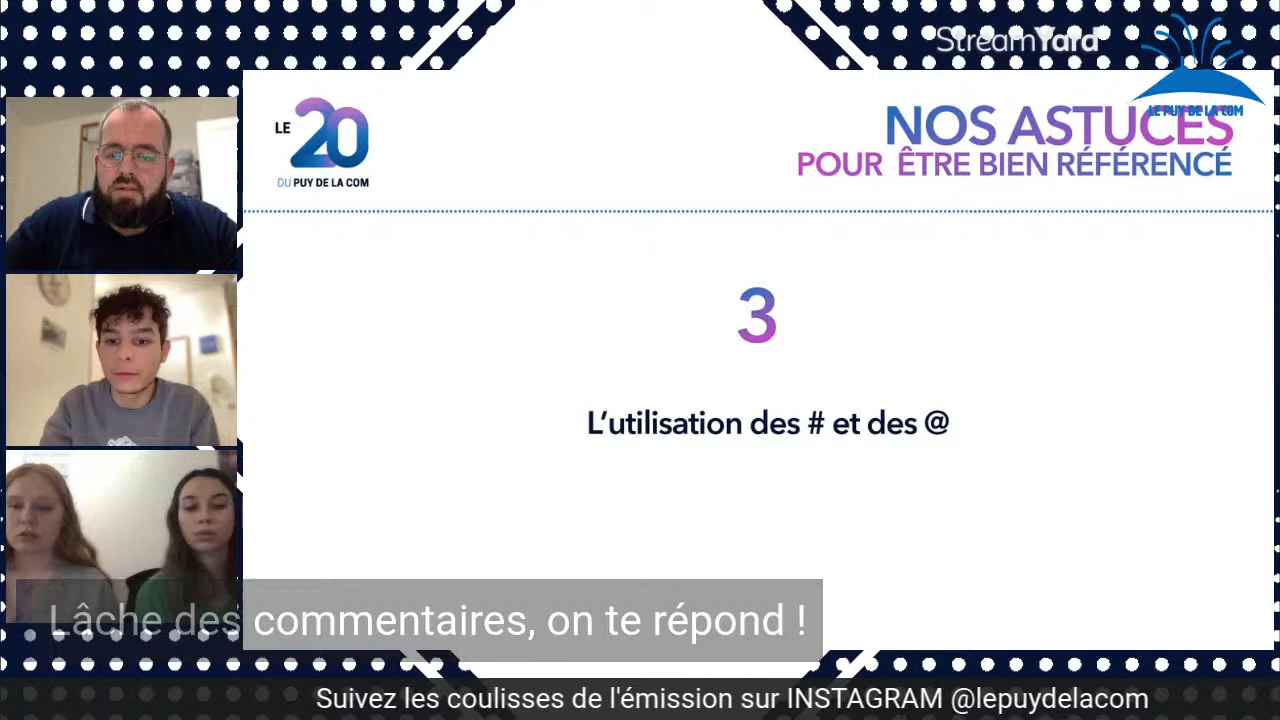 StreamYard
LE PUY DE LA COM
LE 20
DU PUY DE LA COM
NOS ASTUCES
POUR ÊTRE BIEN RÉFÉRENCÉ
3
L’utilisation des # et des @
Lâche des commentaires, on te répond !
Suivez les coulisses de l'émission sur INSTAGRAM @lepuydelacom